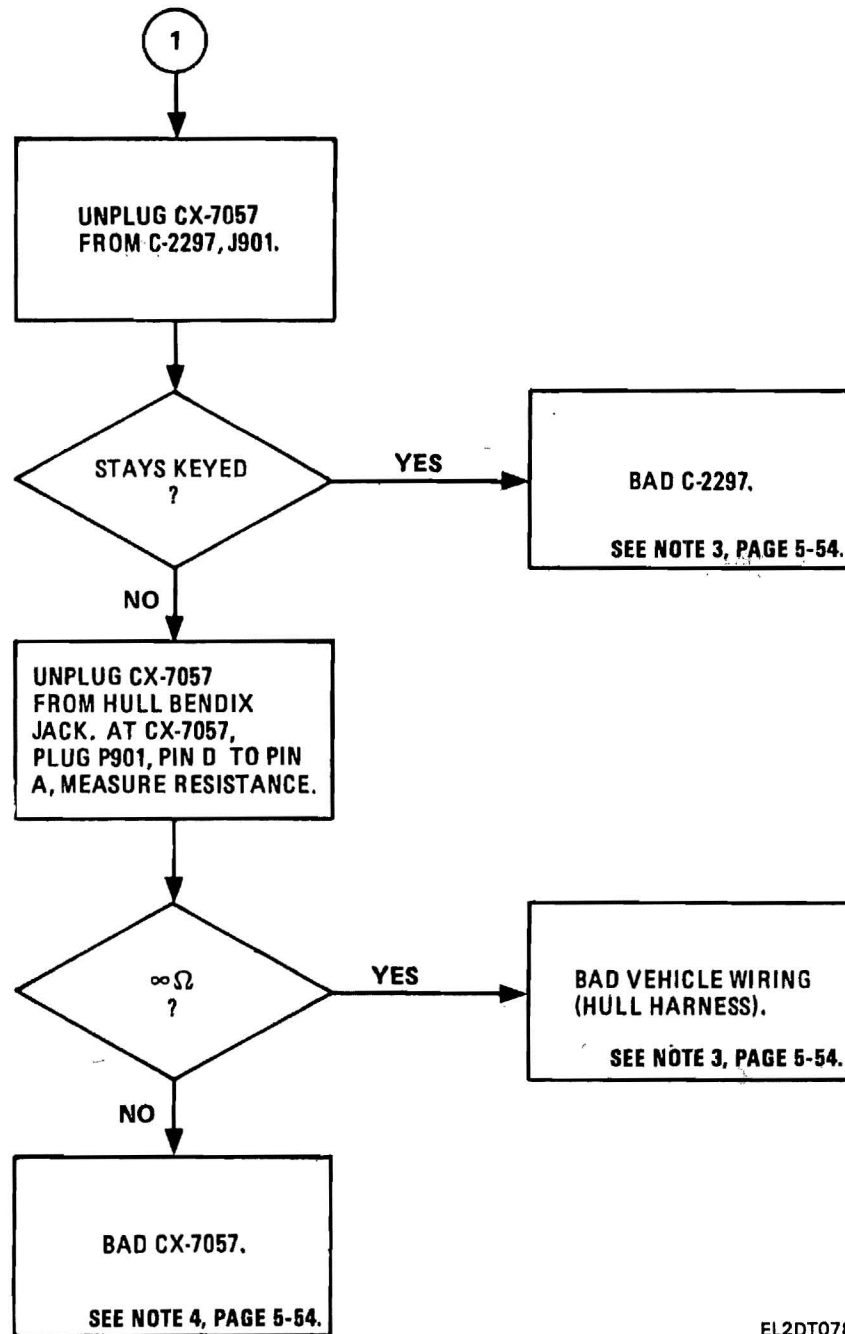 1
UNPLUG CX-7057
FROM C-2297, J901.
STAYS KEYED
?
YES
BAD C-2297.
SEE NOTE 3, PAGE 5-54.
NO
UNPLUG CX-7057
FROM HULL BENDIX
JACK. AT CX-7057,
PLUG P901, PIN D TO PIN
A, MEASURE RESISTANCE.
∞Ω
?
YES
BAD VEHICLE WIRING
(HULL HARNESS).
SEE NOTE 3, PAGE 5-54.
NO
BAD CX-7057.
SEE NOTE 4, PAGE 5-54.
EL2DT078